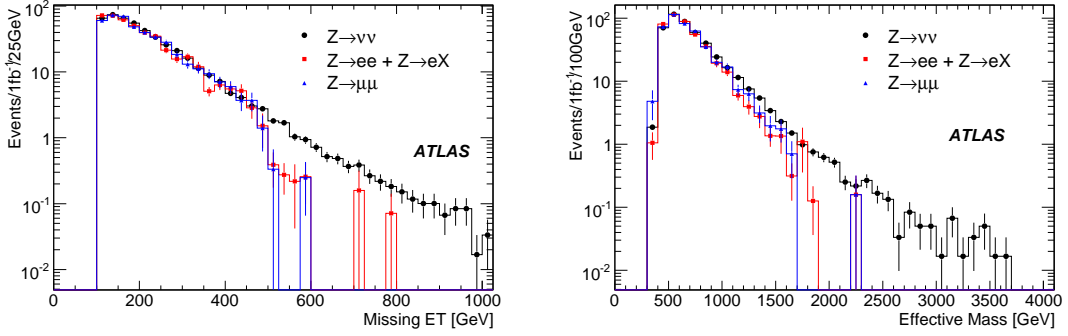 Events/1fb⁻¹/25GeV
10²
10
1
10⁻¹
10⁻²
Z→νν
Z→ee + Z→eX
Z→μμ
ATLAS
0 200 400 600 800 1000
Missing ET [GeV]
Events/1fb⁻¹/100GeV
10²
10
1
10⁻¹
10⁻²
Z→νν
Z→ee + Z→eX
Z→μμ
ATLAS
0 500 1000 1500 2000 2500 3000 3500 4000
Effective Mass [GeV]